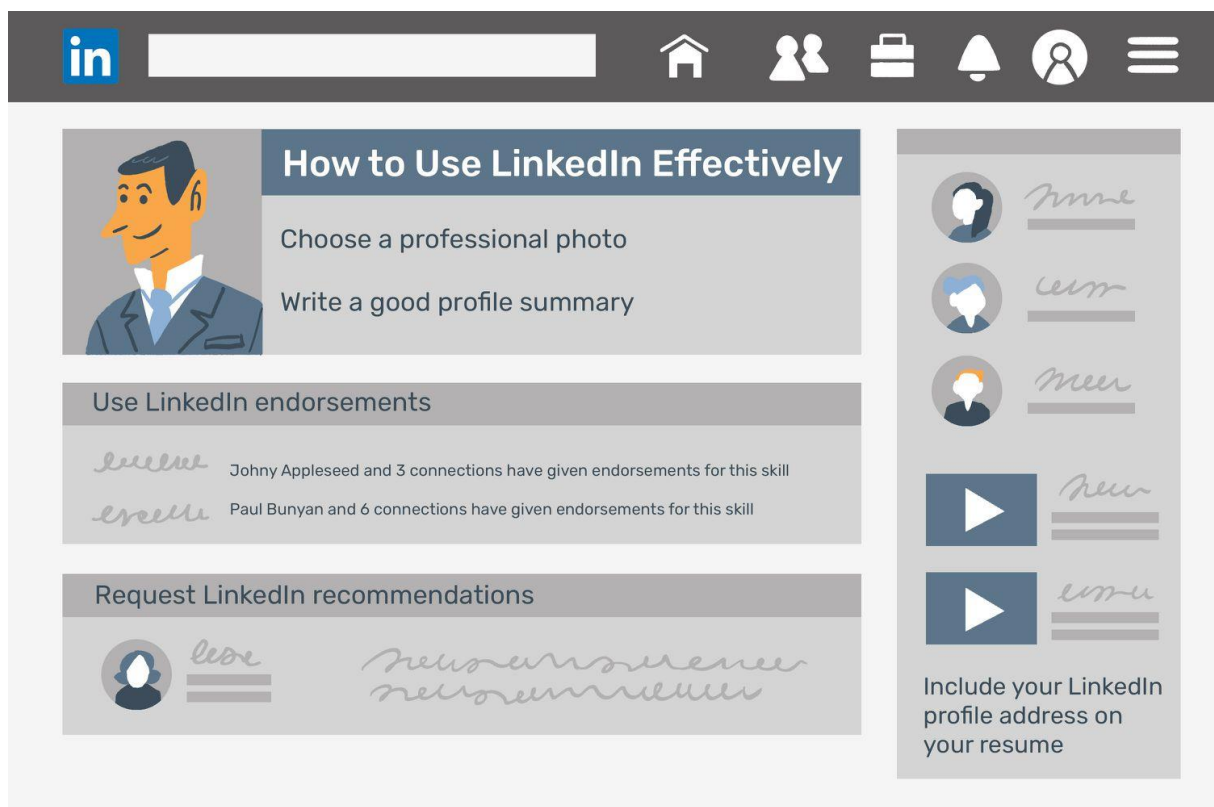 in
How to Use LinkedIn Effectively
Choose a professional photo
Write a good profile summary
Use LinkedIn endorsements
Johny Appleseed and 3 connections have given endorsements for this skill
Paul Bunyan and 6 connections have given endorsements for this skill
Request LinkedIn recommendations
Include your LinkedIn
profile address on
your resume